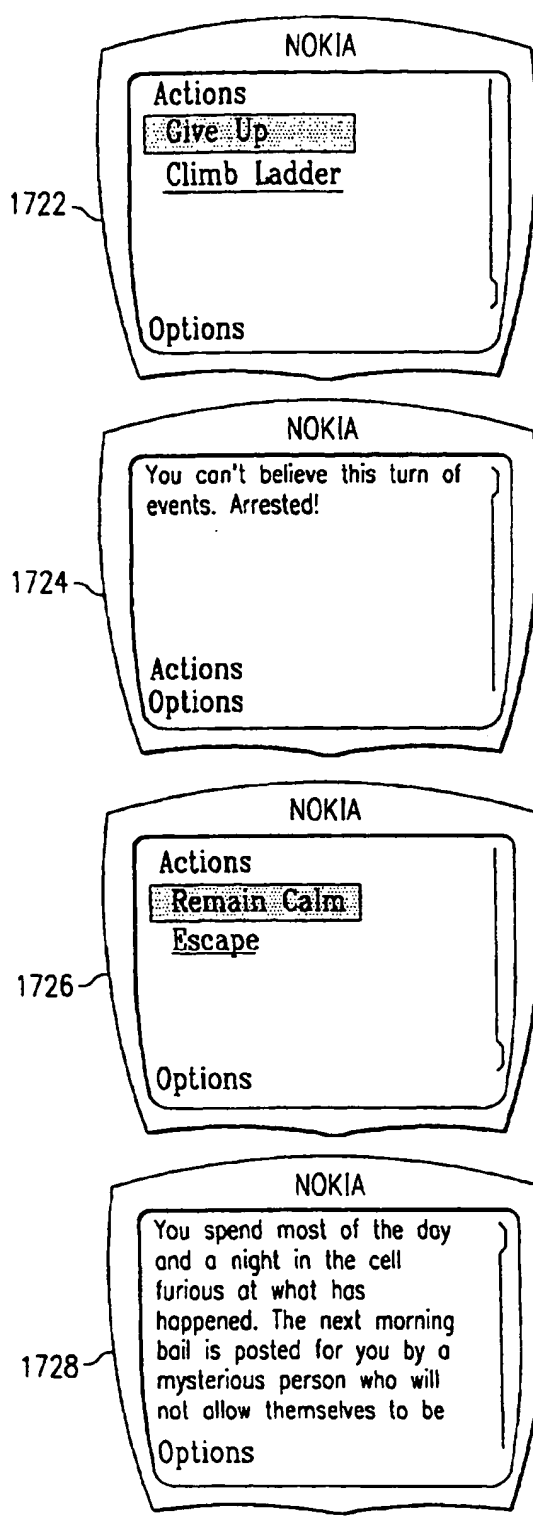 NOKIA
Actions
Give Up
Climb Ladder
1722
Options
NOKIA
You can't believe this turn of
events. Arrested!
1724
Actions
Options
NOKIA
Actions
Remain Calm
Escape
1726
Options
NOKIA
You spend most of the day
and a night in the cell
furious at what has
happened. The next morning
bail is posted for you by a
1728
mysterious person who will
not allow themselves to be
Options